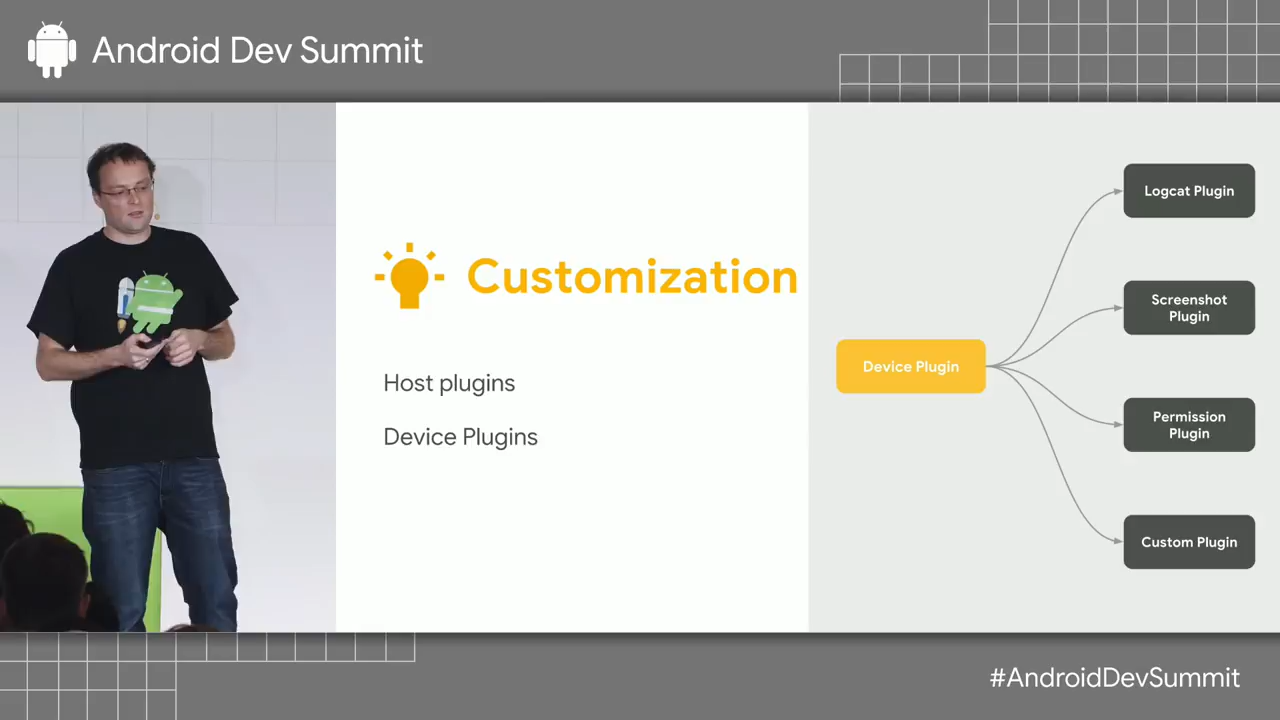 Android Dev Summit
Customization
Host plugins
Device Plugins
Device Plugin
Logcat Plugin
Screenshot
Plugin
Permission
Plugin
Custom Plugin
#AndroidDevSummit